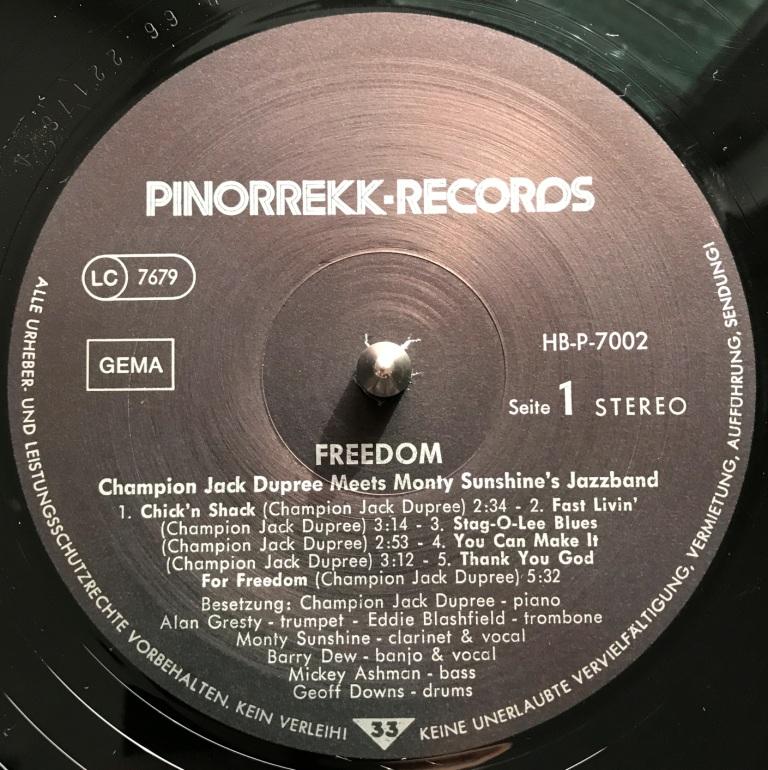 PINORREKK-RECORDS
LC 7679
GEMA
HB-P-7002
Seite 1 STEREO
FREEDOM
Champion Jack Dupree Meets Monty Sunshine's Jazzband
1. Chick'n Shack (Champion Jack Dupree) 2:34 - 2. Fast Livin'
(Champion Jack Dupree) 3:14 - 3. Stag-O-Lee Blues
(Champion Jack Dupree) 2:53 - 4. You Can Make It
(Champion Jack Dupree) 3:12 - 5. Thank You God
For Freedom (Champion Jack Dupree) 5:32
Besetzung: Champion Jack Dupree - piano
Alan Gresty - trumpet - Eddie Blashfield - trombone
Monty Sunshine - clarinet & vocal
Barry Dew - banjo & vocal
Mickey Ashman - bass
Geoff Downs - drums
ALLE URHEBER- UND LEISTUNGSSCHUTZRECHTE VORBEHALTEN. KEIN VERLEIH!
33
KEINE UNERLAUBTE VERVIELFÄLTIGUNG, VERMIETUNG, AUFFÜHRUNG, SENDUNG!